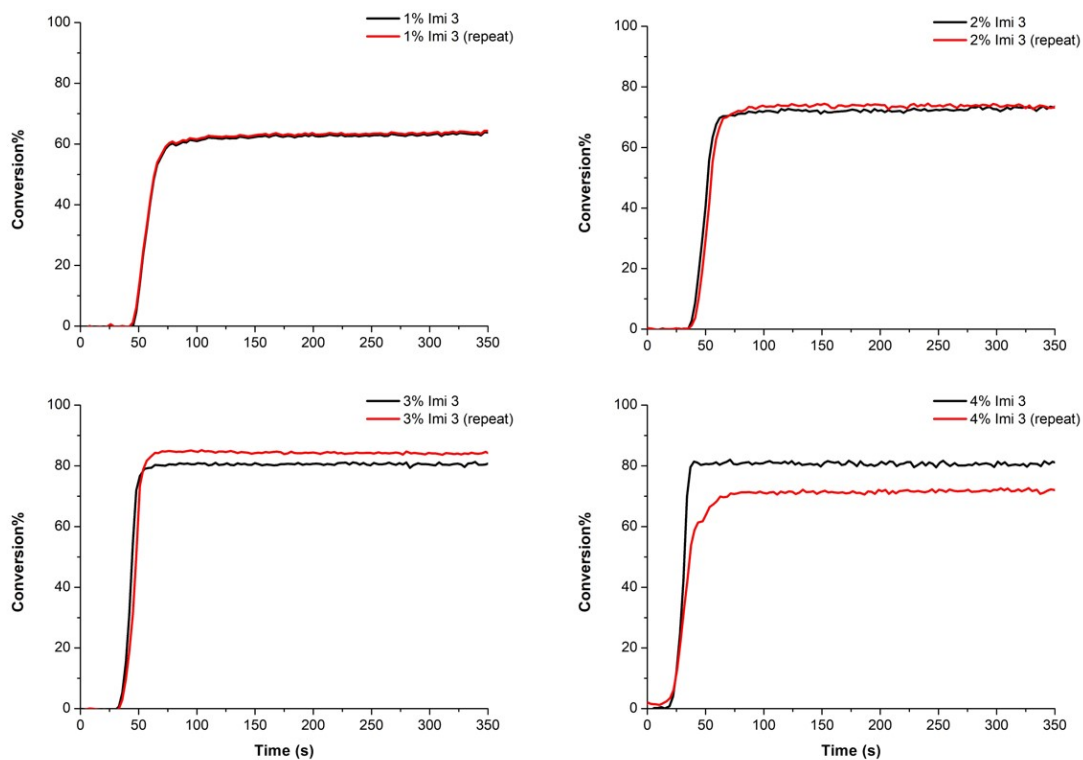 1% Imi 3
1% Imi 3 (repeat)
100
80
60
40
20
0
Conversion%
0 50 100 150 200 250 300 350
2% Imi 3
2% Imi 3 (repeat)
100
80
60
40
20
0
Conversion%
0 50 100 150 200 250 300 350
3% Imi 3
3% Imi 3 (repeat)
100
80
60
40
20
0
Conversion%
0 50 100 150 200 250 300 350
Time (s)
4% Imi 3
4% Imi 3 (repeat)
100
80
60
40
20
0
Conversion%
0 50 100 150 200 250 300 350
Time (s)